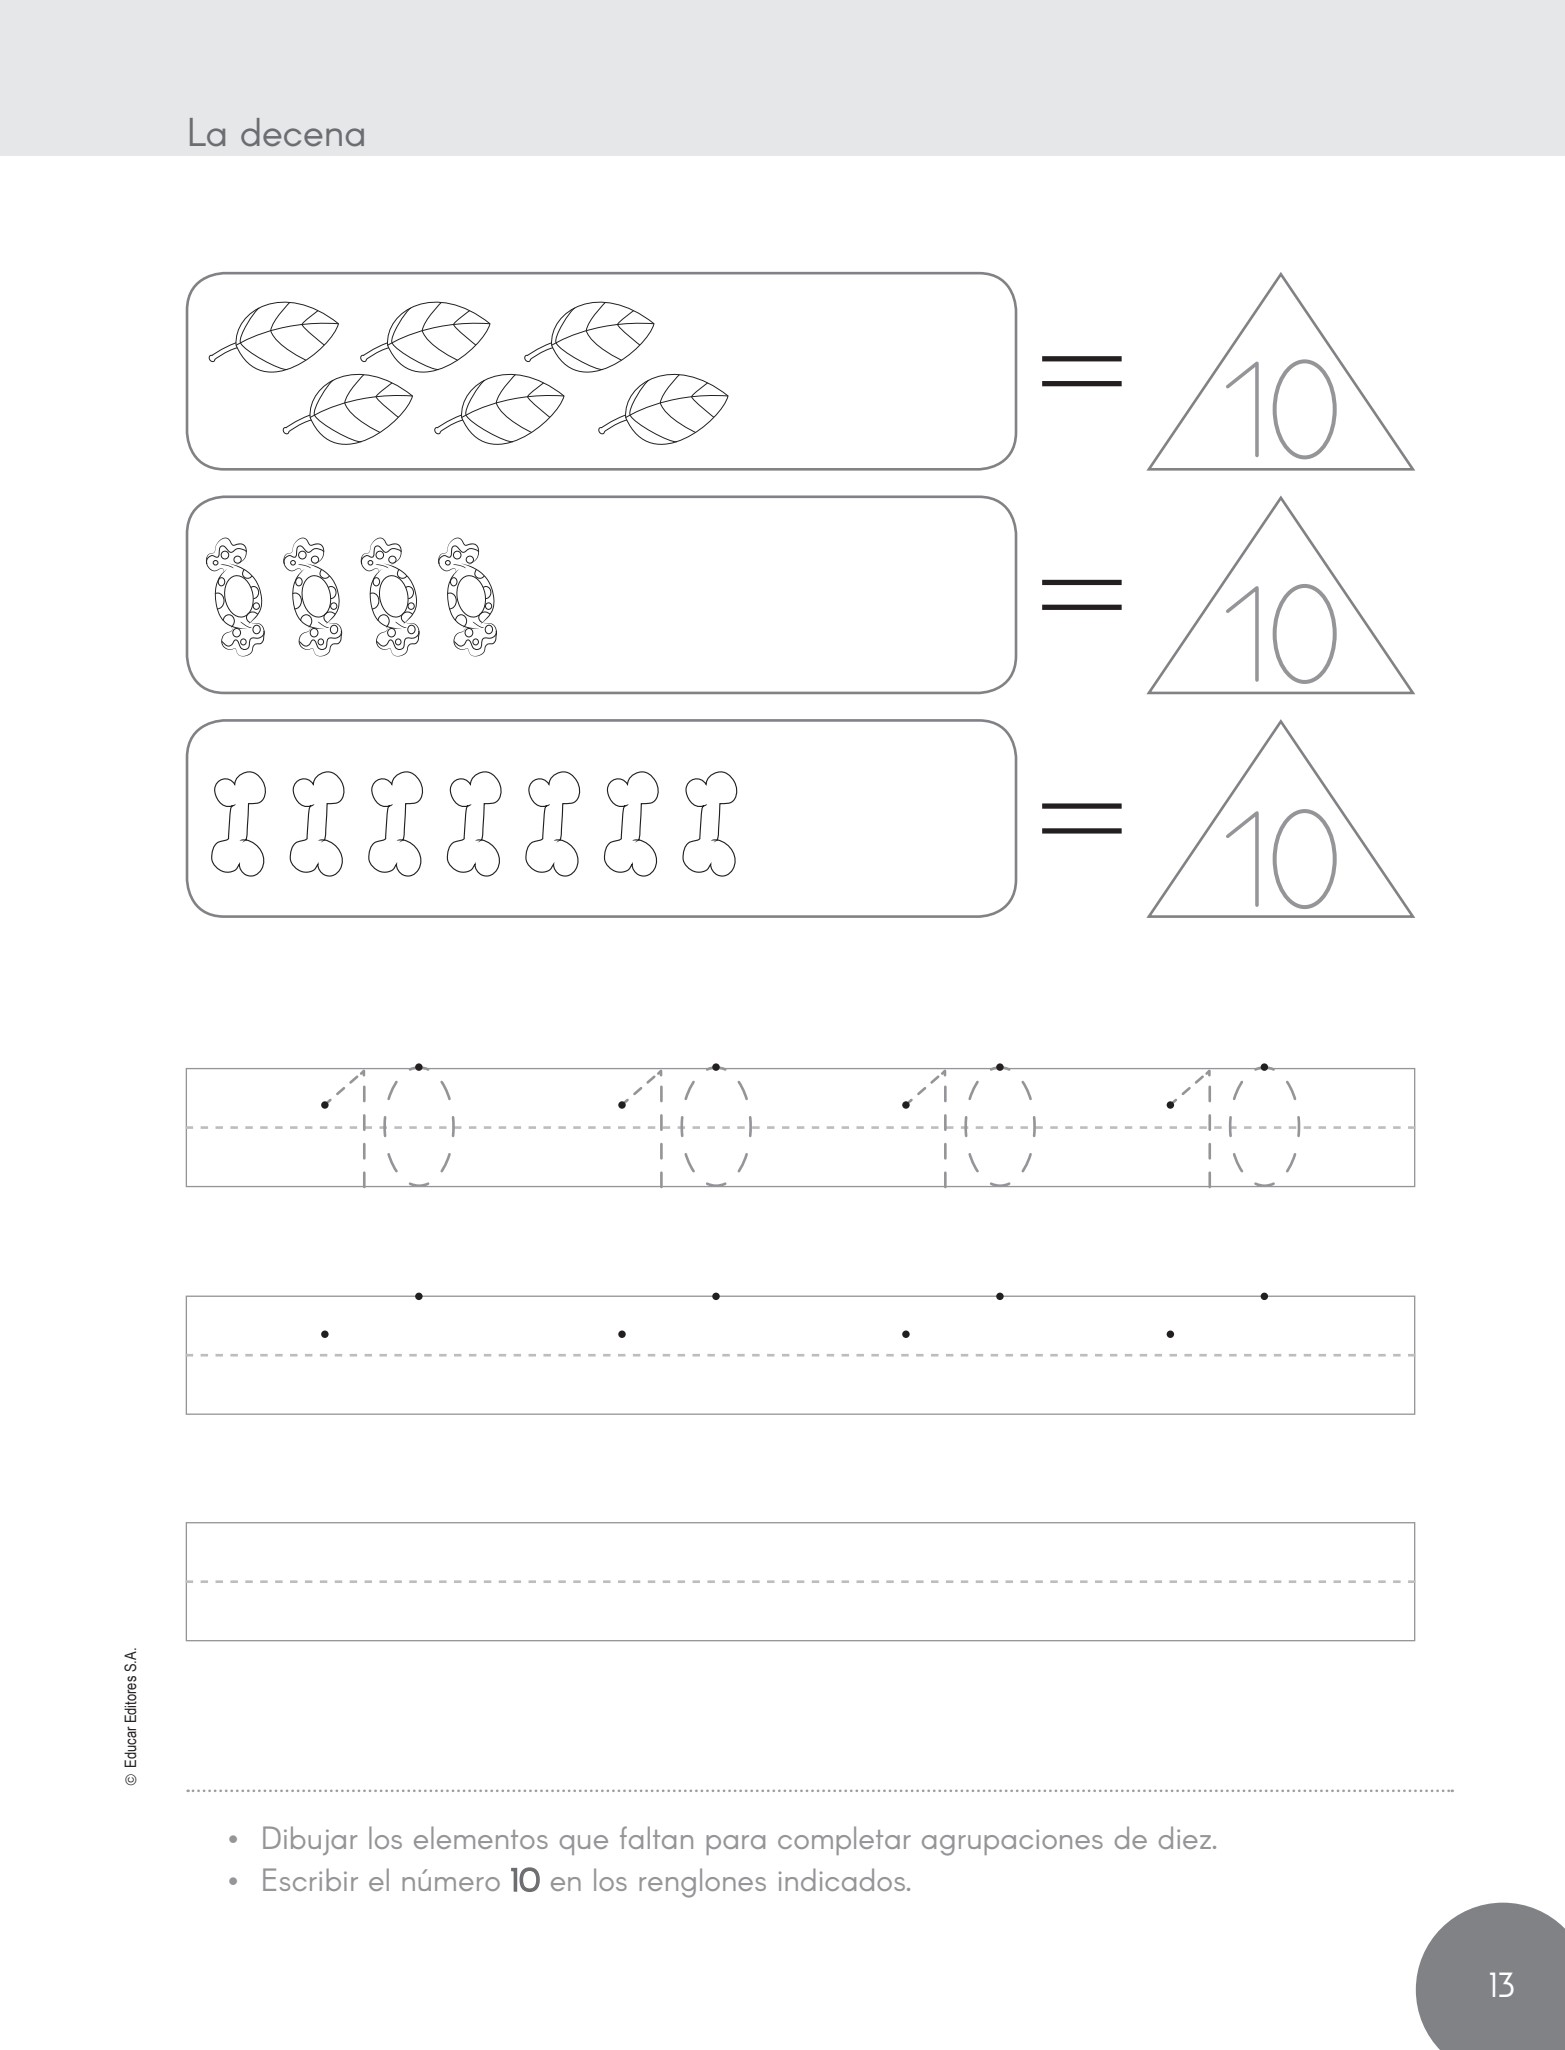 La decena
10
10
10
10 10 10 10
© Educar Editores S.A.
• Dibujar los elementos que faltan para completar agrupaciones de diez.
• Escribir el número 10 en los renglones indicados.
13